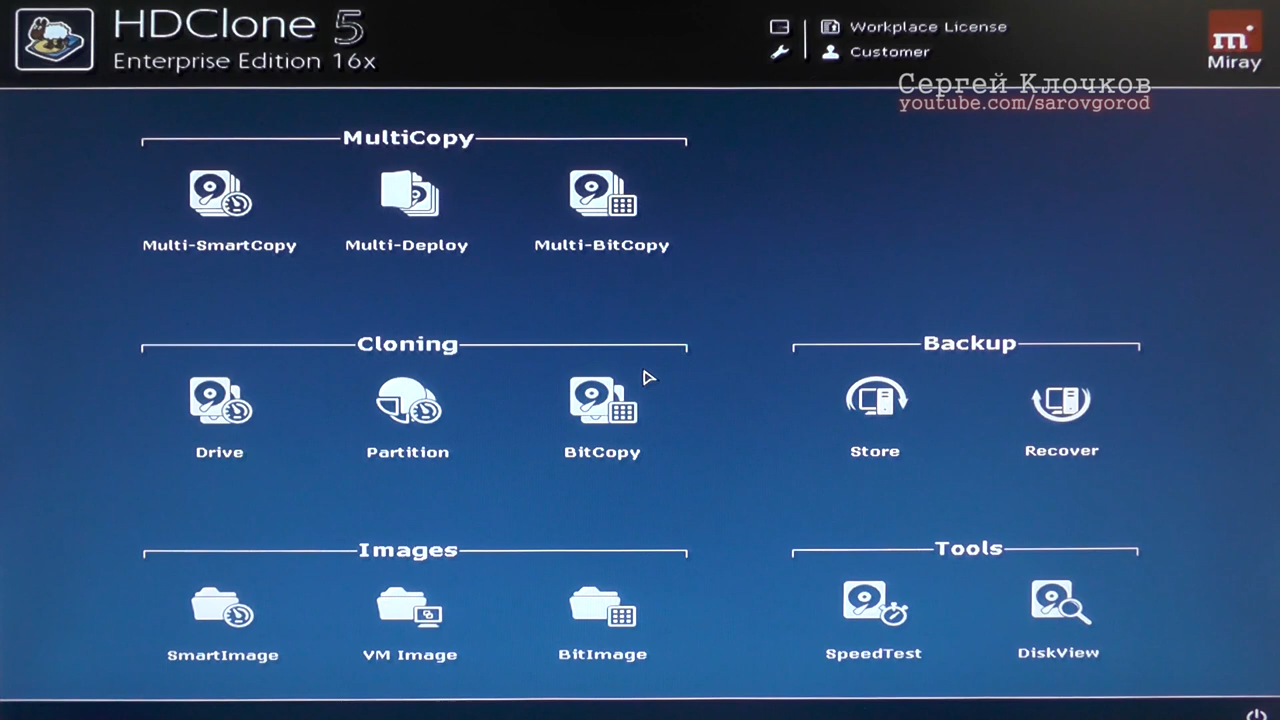 HDClone 5
Enterprise Edition 16x
Workplace License
Customer
Miray
Сергей Клочков
youtube.com/sarovgorod
MultiCopy
Multi-SmartCopy Multi-Deploy Multi-BitCopy
Cloning Backup
Drive Partition BitCopy Store Recover
Images Tools
SmartImage VM Image BitImage SpeedTest DiskView